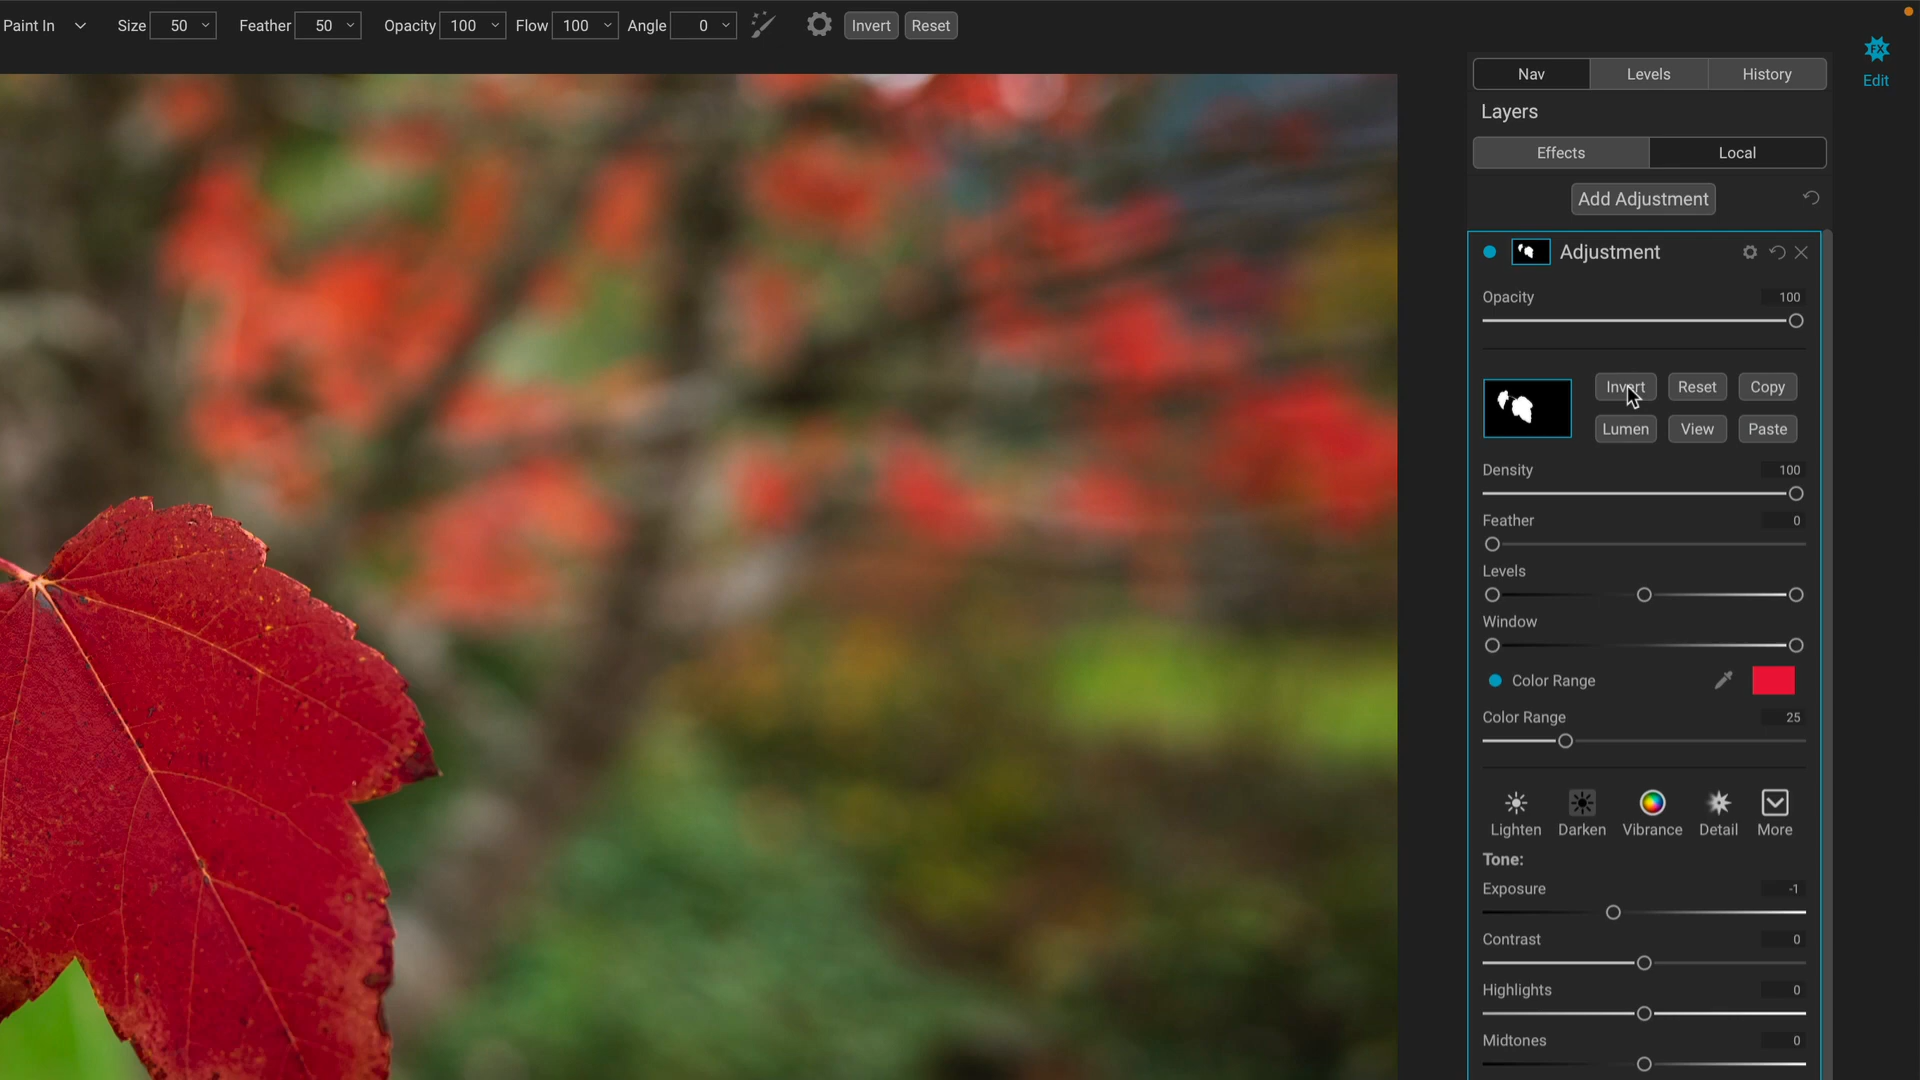 Paint In Size 50 Feather 50 Opacity 100 Flow 100 Angle 0 Invert Reset
FX
Edit
Nav Levels History
Layers
Effects Local
Add Adjustment
Adjustment
Opacity 100
Invert Reset Copy
Lumen View Paste
Density 100
Feather 0
Levels
Window
Color Range
Color Range 25
Lighten Darken Vibrance Detail More
Tone:
Exposure -1
Contrast 0
Highlights 0
Midtones 0